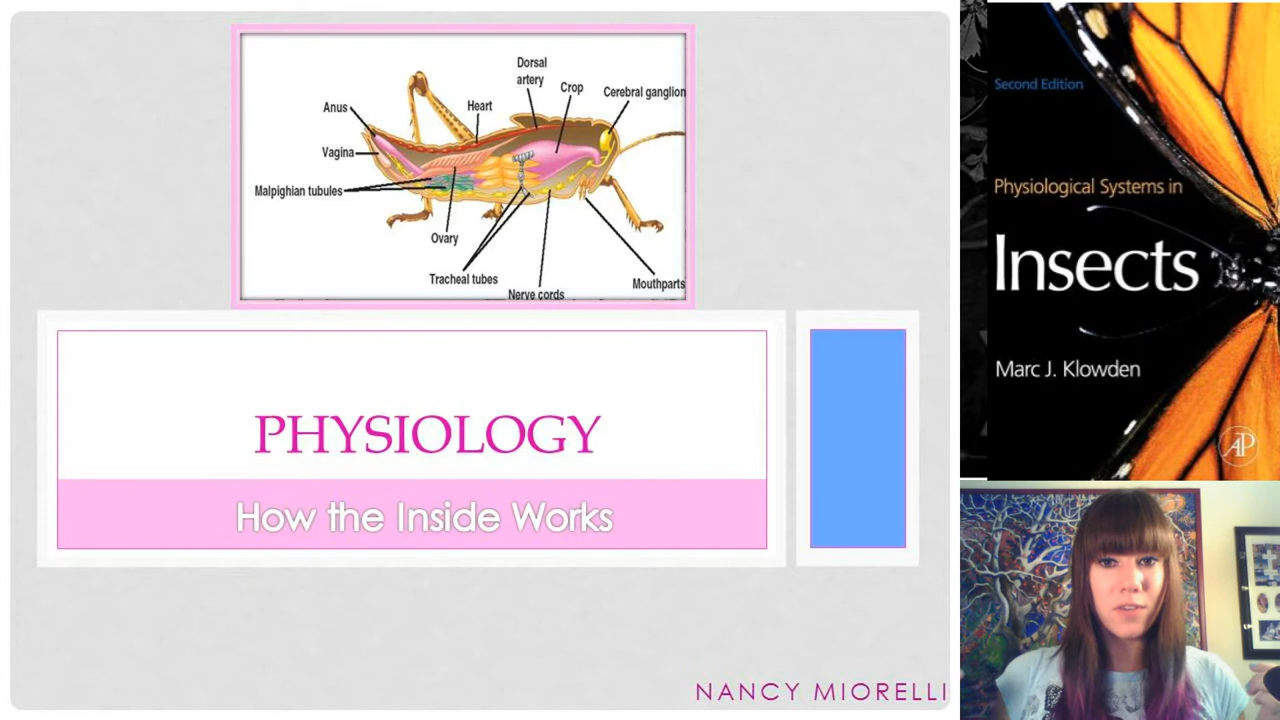 Dorsal
artery
Crop
Cerebral ganglion
Anus
Heart
Vagina
Malpighian tubules
Ovary
Tracheal tubes
Nerve cords
Mouthparts
PHYSIOLOGY
How the Inside Works
NANCY MIORELLI
Second Edition
Physiological Systems in
Insects
Marc J. Klowden
AP